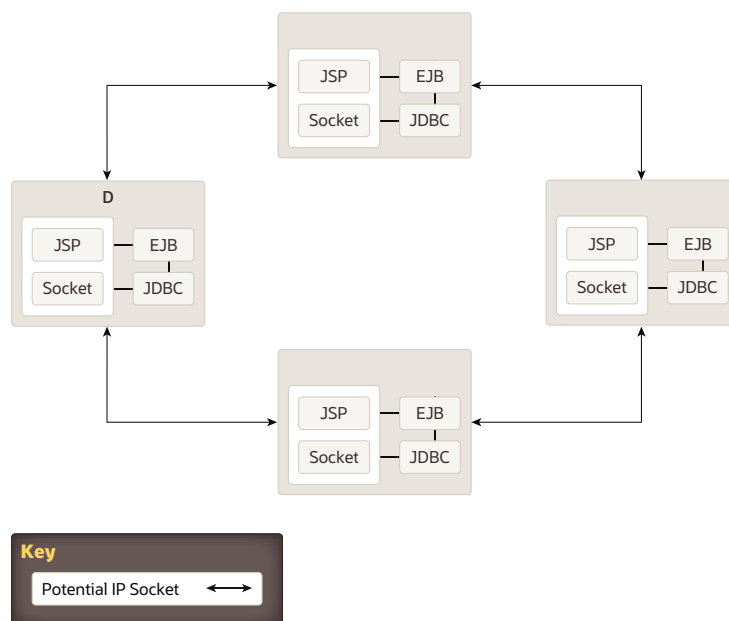 JSP EJB
Socket JDBC
D
JSP EJB
Socket JDBC
JSP EJB
Socket JDBC
JSP EJB
Socket JDBC
Key
Potential IP Socket